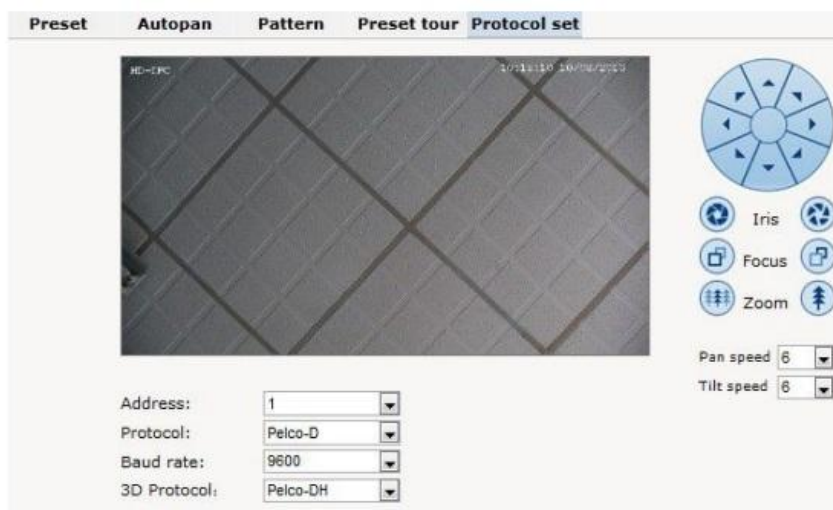 Preset Autopan Pattern Preset tour Protocol set
HD-IPC
Iris
Focus
Zoom
Pan speed 6
Tilt speed 6
Address: 1
Protocol: Pelco-D
Baud rate: 9600
3D Protocol: Pelco-DH